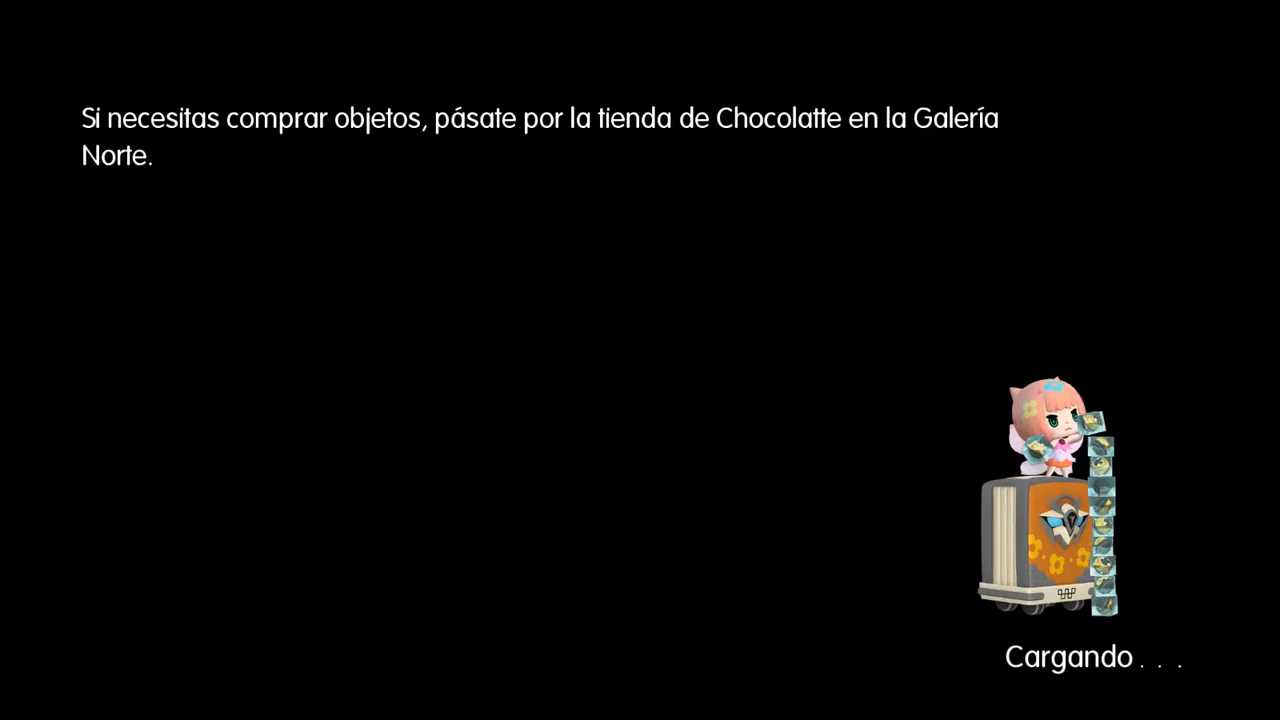 Si necesitas comprar objetos, pásate por la tienda de Chocolatte en la Galería
Norte.
Cargando . . .